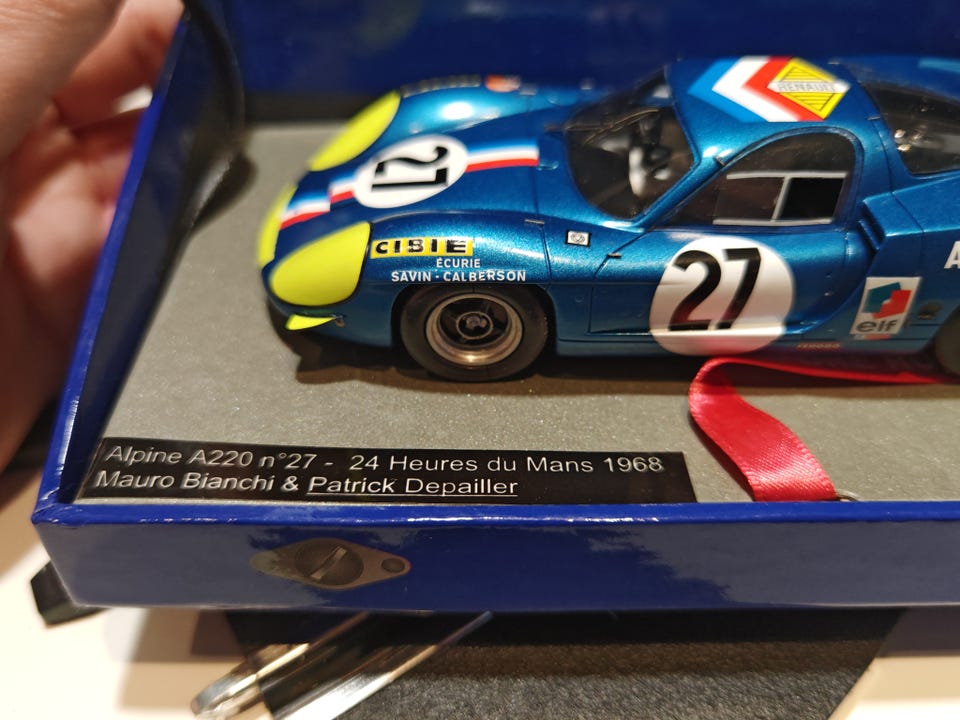 RENAULT
27
CIBIE
ÉCURIE
SAVIN - CALBERSON
27
elf
A
Alpine A220 n°27 - 24 Heures du Mans 1968
Mauro Bianchi & Patrick Depailler